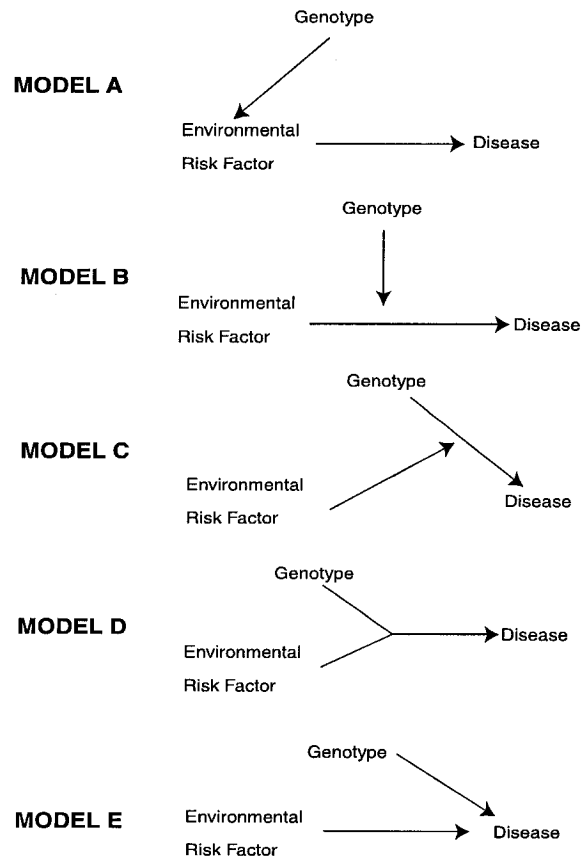 Genotype
MODEL A
Environmental
Risk Factor
Disease
Genotype
MODEL B
Environmental
Risk Factor
Disease
Genotype
MODEL C
Environmental
Risk Factor
Disease
Genotype
MODEL D
Environmental
Risk Factor
Disease
Genotype
MODEL E
Environmental
Risk Factor
Disease